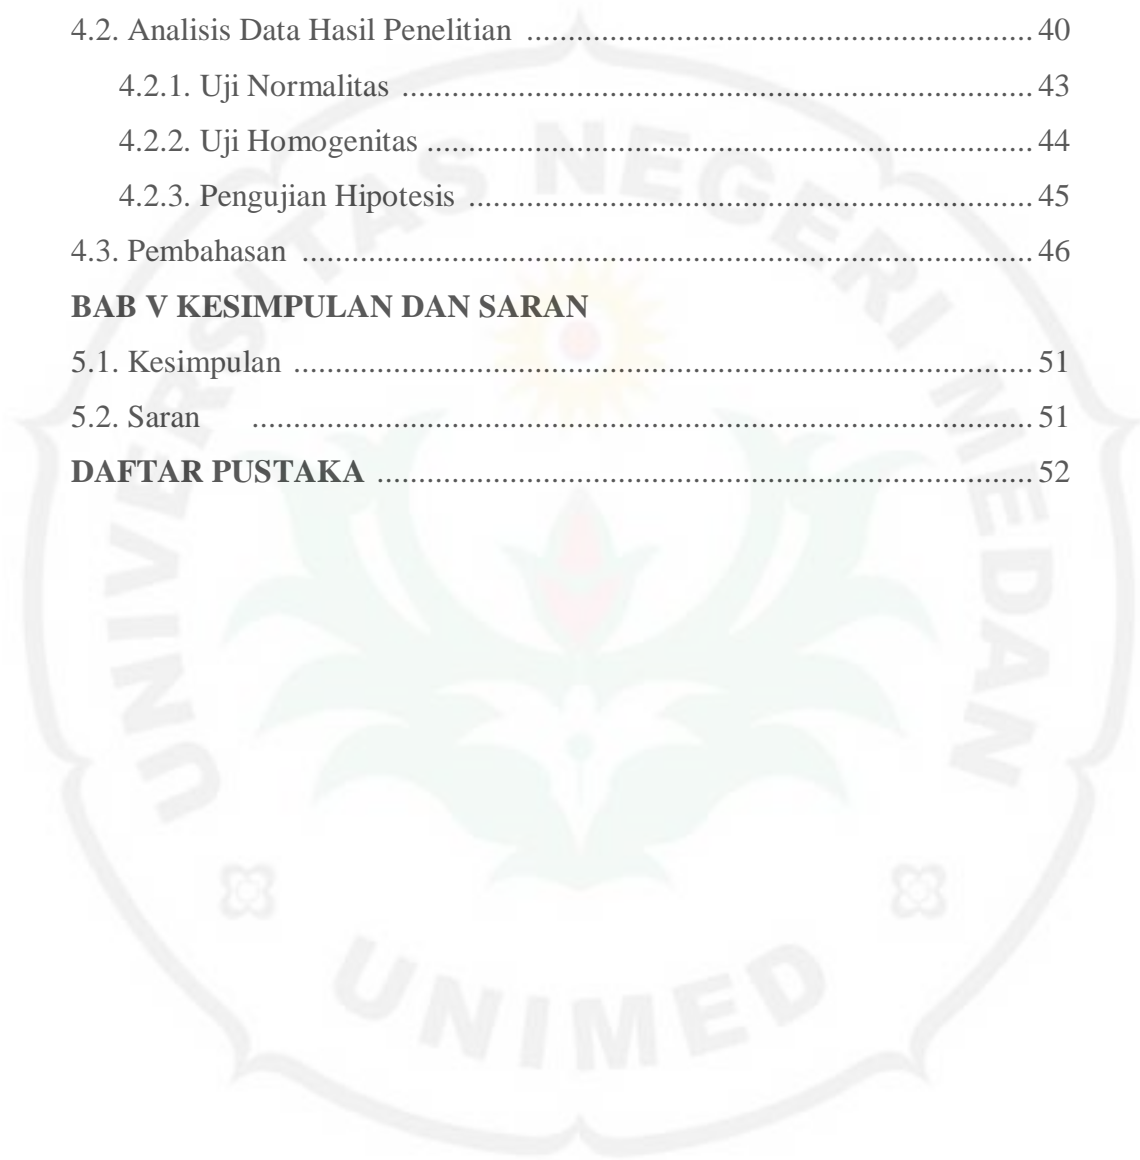 4.2. Analisis Data Hasil Penelitian ................................................................ 40
4.2.1. Uji Normalitas ................................................................................ 43
4.2.2. Uji Homogenitas ............................................................................. 44
4.2.3. Pengujian Hipotesis ....................................................................... 45
4.3. Pembahasan ............................................................................................ 46
BAB V KESIMPULAN DAN SARAN
5.1. Kesimpulan ............................................................................................. 51
5.2. Saran .................................................................................................. 51
DAFTAR PUSTAKA ................................................................................... 52
UNIVERSITAS NEGERI MEDAN
UNIMED